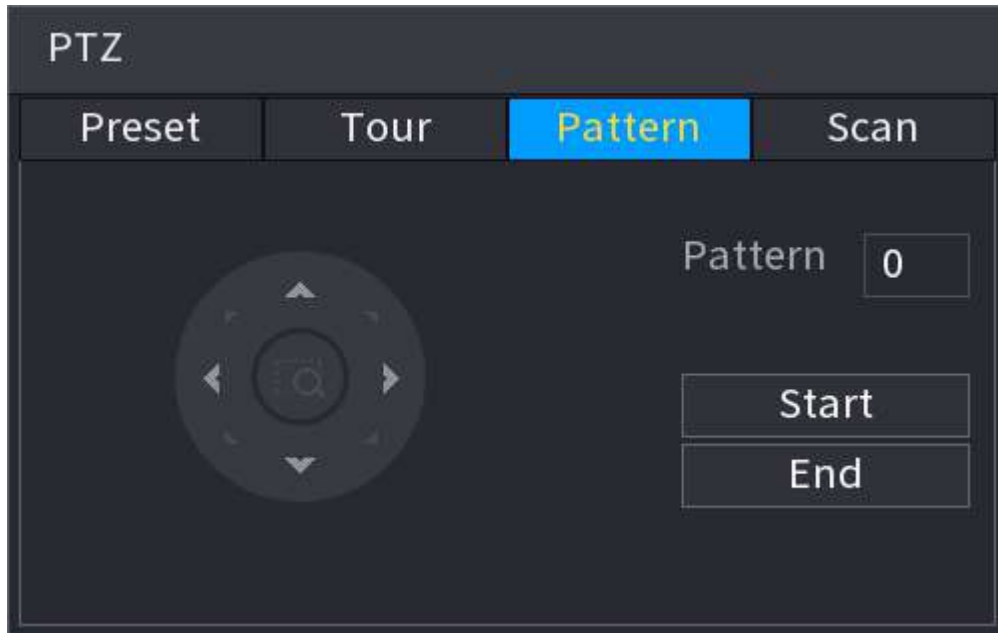 PTZ
Preset Tour Pattern Scan
Pattern 0
Start
End